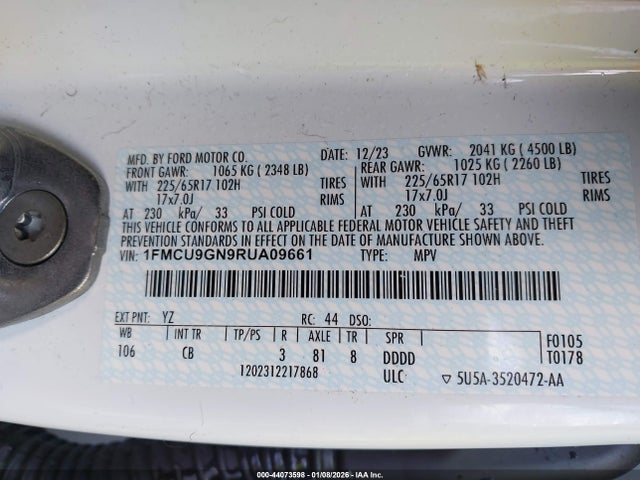 MFD. BY FORD MOTOR CO. DATE: 12/23 GVWR: 2041 KG ( 4500 LB)
FRONT GAWR: 1065 KG ( 2348 LB) REAR GAWR: 1025 KG ( 2260 LB)
WITH 225/65R17 102H TIRES WITH 225/65R17 102H TIRES
17x7.0J RIMS 17x7.0J RIMS
AT 230 kPa/ 33 PSI COLD AT 230 kPa/ 33 PSI COLD
THIS VEHICLE CONFORMS TO ALL APPLICABLE FEDERAL MOTOR VEHICLE SAFETY AND THEFT
PREVENTION STANDARDS IN EFFECT ON THE DATE OF MANUFACTURE SHOWN ABOVE.
VIN: 1FMCU9GN9RUA09661 TYPE: MPV
EXT PNT: YZ RC: 44 DSO:
WB INT TR TP/PS R AXLE TR SPR F0105
106 CB 3 81 8 DDDD T0178
1202312217868 ULC ▽ 5U5A-3520472-AA
000-44073598 - 01/08/2026 - IAA Inc.